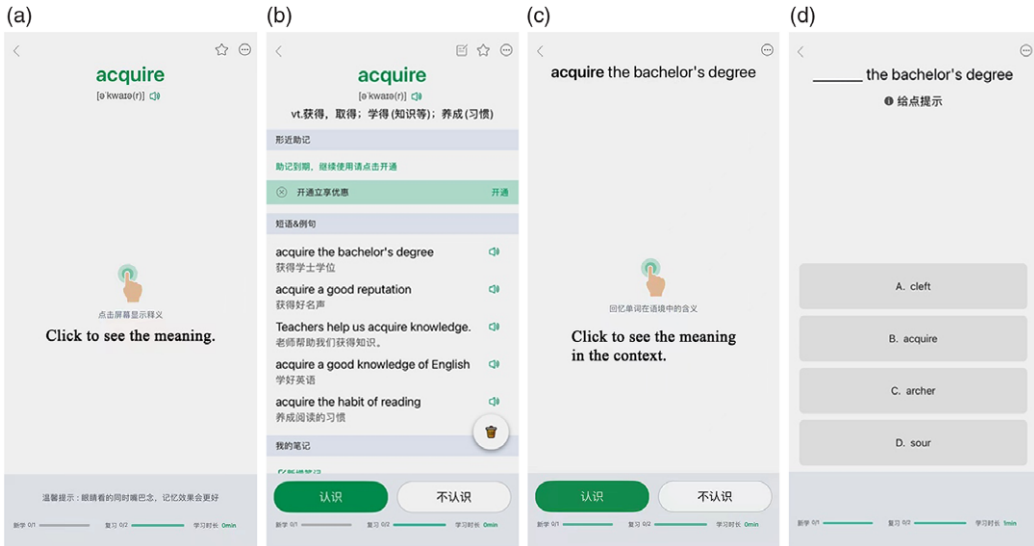 (a)
acquire
[ə'kwaɪə(r)]
点击屏幕显示释义
Click to see the meaning.
温馨提示：眼睛看的同时嘴巴念，记忆效果会更好
新学 0/1 复习 0/2 学习时长 0min
(b)
acquire
[ə'kwaɪə(r)]
vt.获得，取得；学得(知识等)；养成(习惯)
形近助记
助记到期，继续使用请点击开通
开通立享优惠 开通
短语&例句
acquire the bachelor's degree
获得学士学位
acquire a good reputation
获得好名声
Teachers help us acquire knowledge.
老师帮助我们获得知识。
acquire a good knowledge of English
学好英语
acquire the habit of reading
养成阅读的习惯
我的笔记
认识 不认识
新学 0/1 复习 0/2 学习时长 0min
(c)
acquire the bachelor's degree
回忆单词在语境中的含义
Click to see the meaning
in the context.
认识 不认识
新学 0/1 复习 0/2 学习时长 0min
(d)
______ the bachelor's degree
给点提示
A. cleft
B. acquire
C. archer
D. sour
新学 0/1 复习 0/2 学习时长 1min